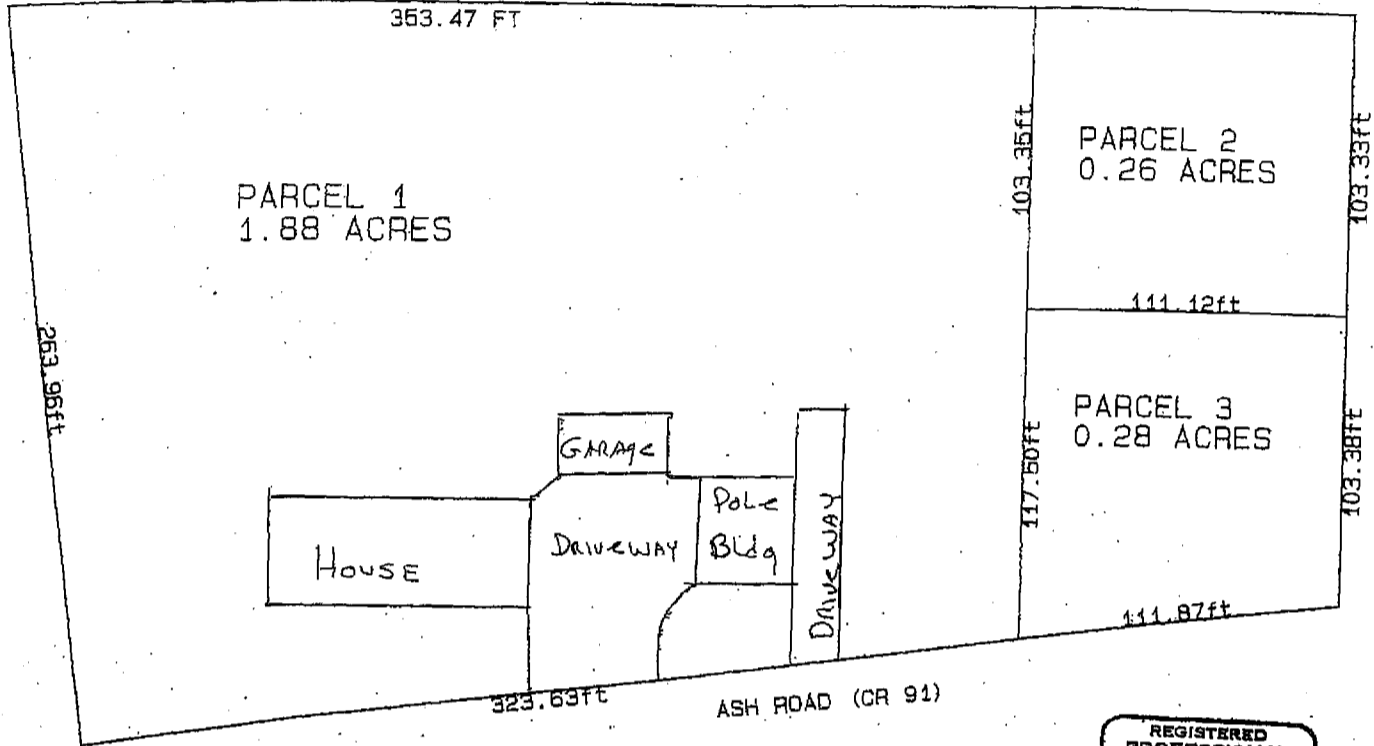 353.47 FT
PARCEL 1
1.88 ACRES
103.35ft
PARCEL 2
0.26 ACRES
103.33ft
111.12ft
263.96ft
PARCEL 3
0.28 ACRES
117.60ft
103.38ft
111.87ft
GARAGE
Pole
Bldg
DRIVEWAY
DRIVEWAY
HOUSE
323.63ft
ASH ROAD (CR 91)
REGISTERED